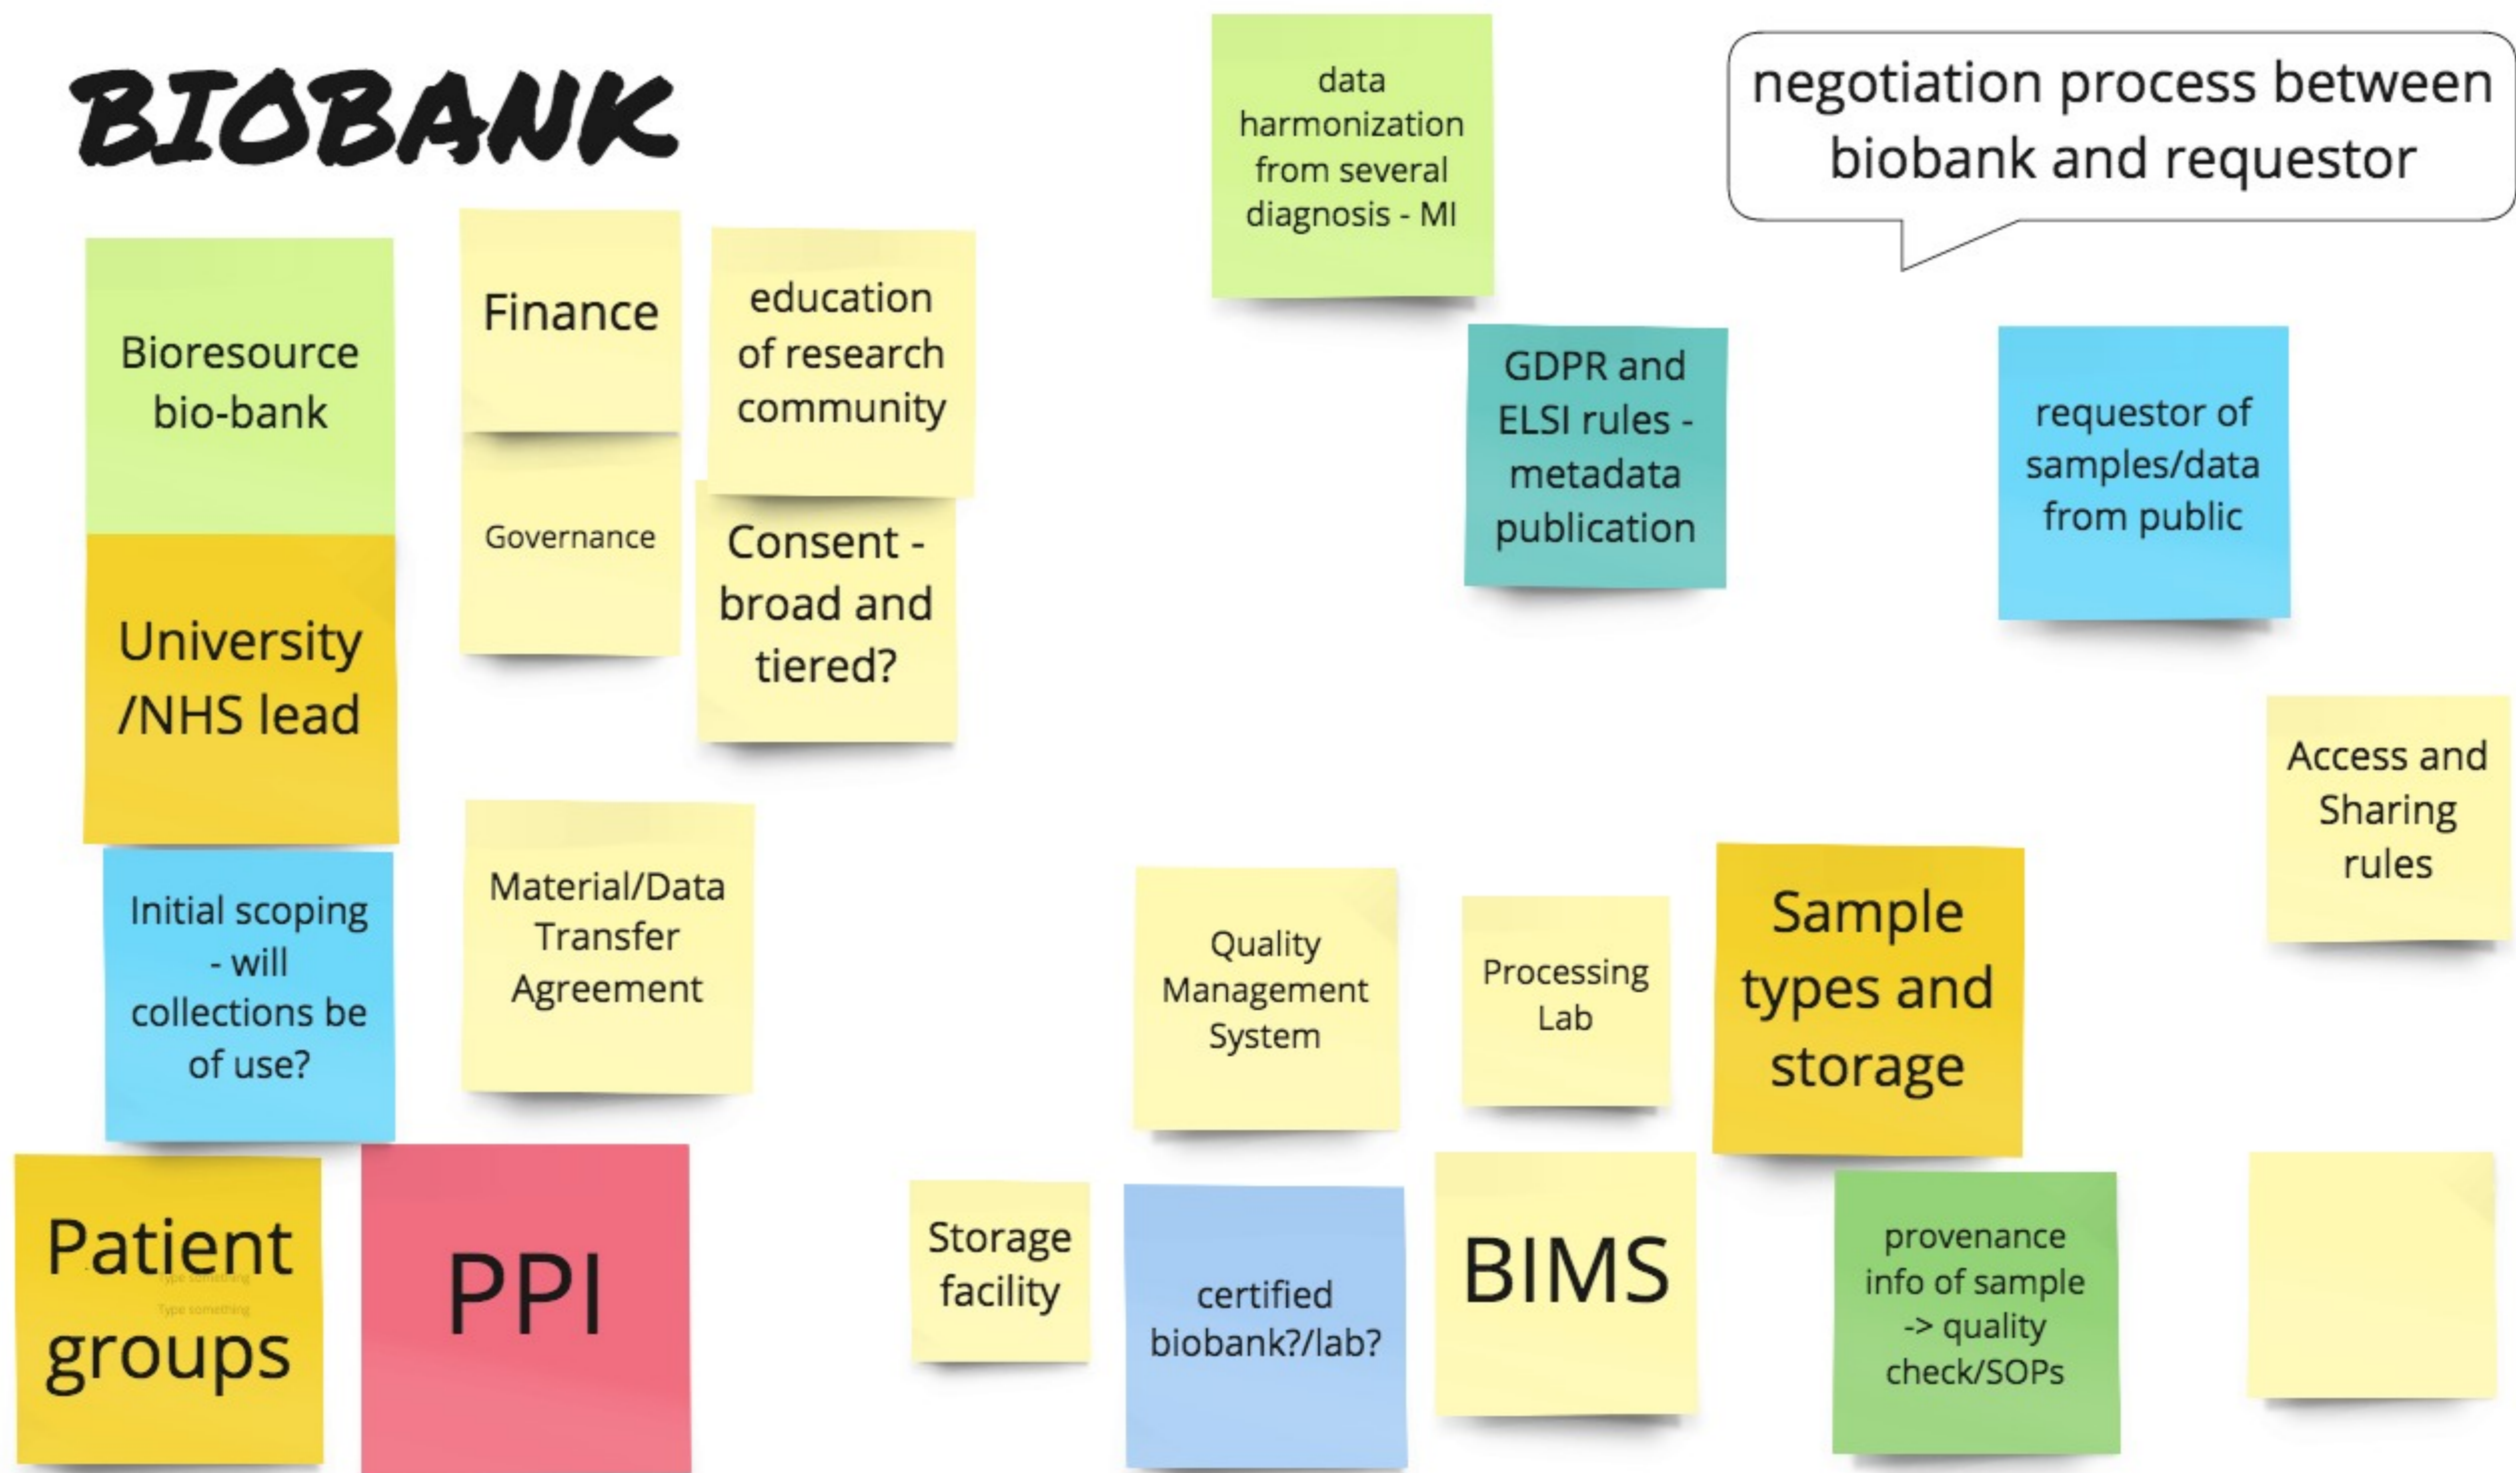 BIOBANK
data
harmonization
from several
diagnosis - MI
negotiation process between
biobank and requestor
Bioresource
bio-bank
Finance
education
of research
community
GDPR and
ELSI rules -
metadata
publication
requestor of
samples/data
from public
Governance
Consent -
broad and
tiered?
University
/NHS lead
Access and
Sharing
rules
Initial scoping
- will
collections be
of use?
Material/Data
Transfer
Agreement
Quality
Management
System
Processing
Lab
Sample
types and
storage
Patient
Type something
Type something
groups
PPI
Storage
facility
certified
biobank?/lab?
BIMS
provenance
info of sample
-> quality
check/SOPs